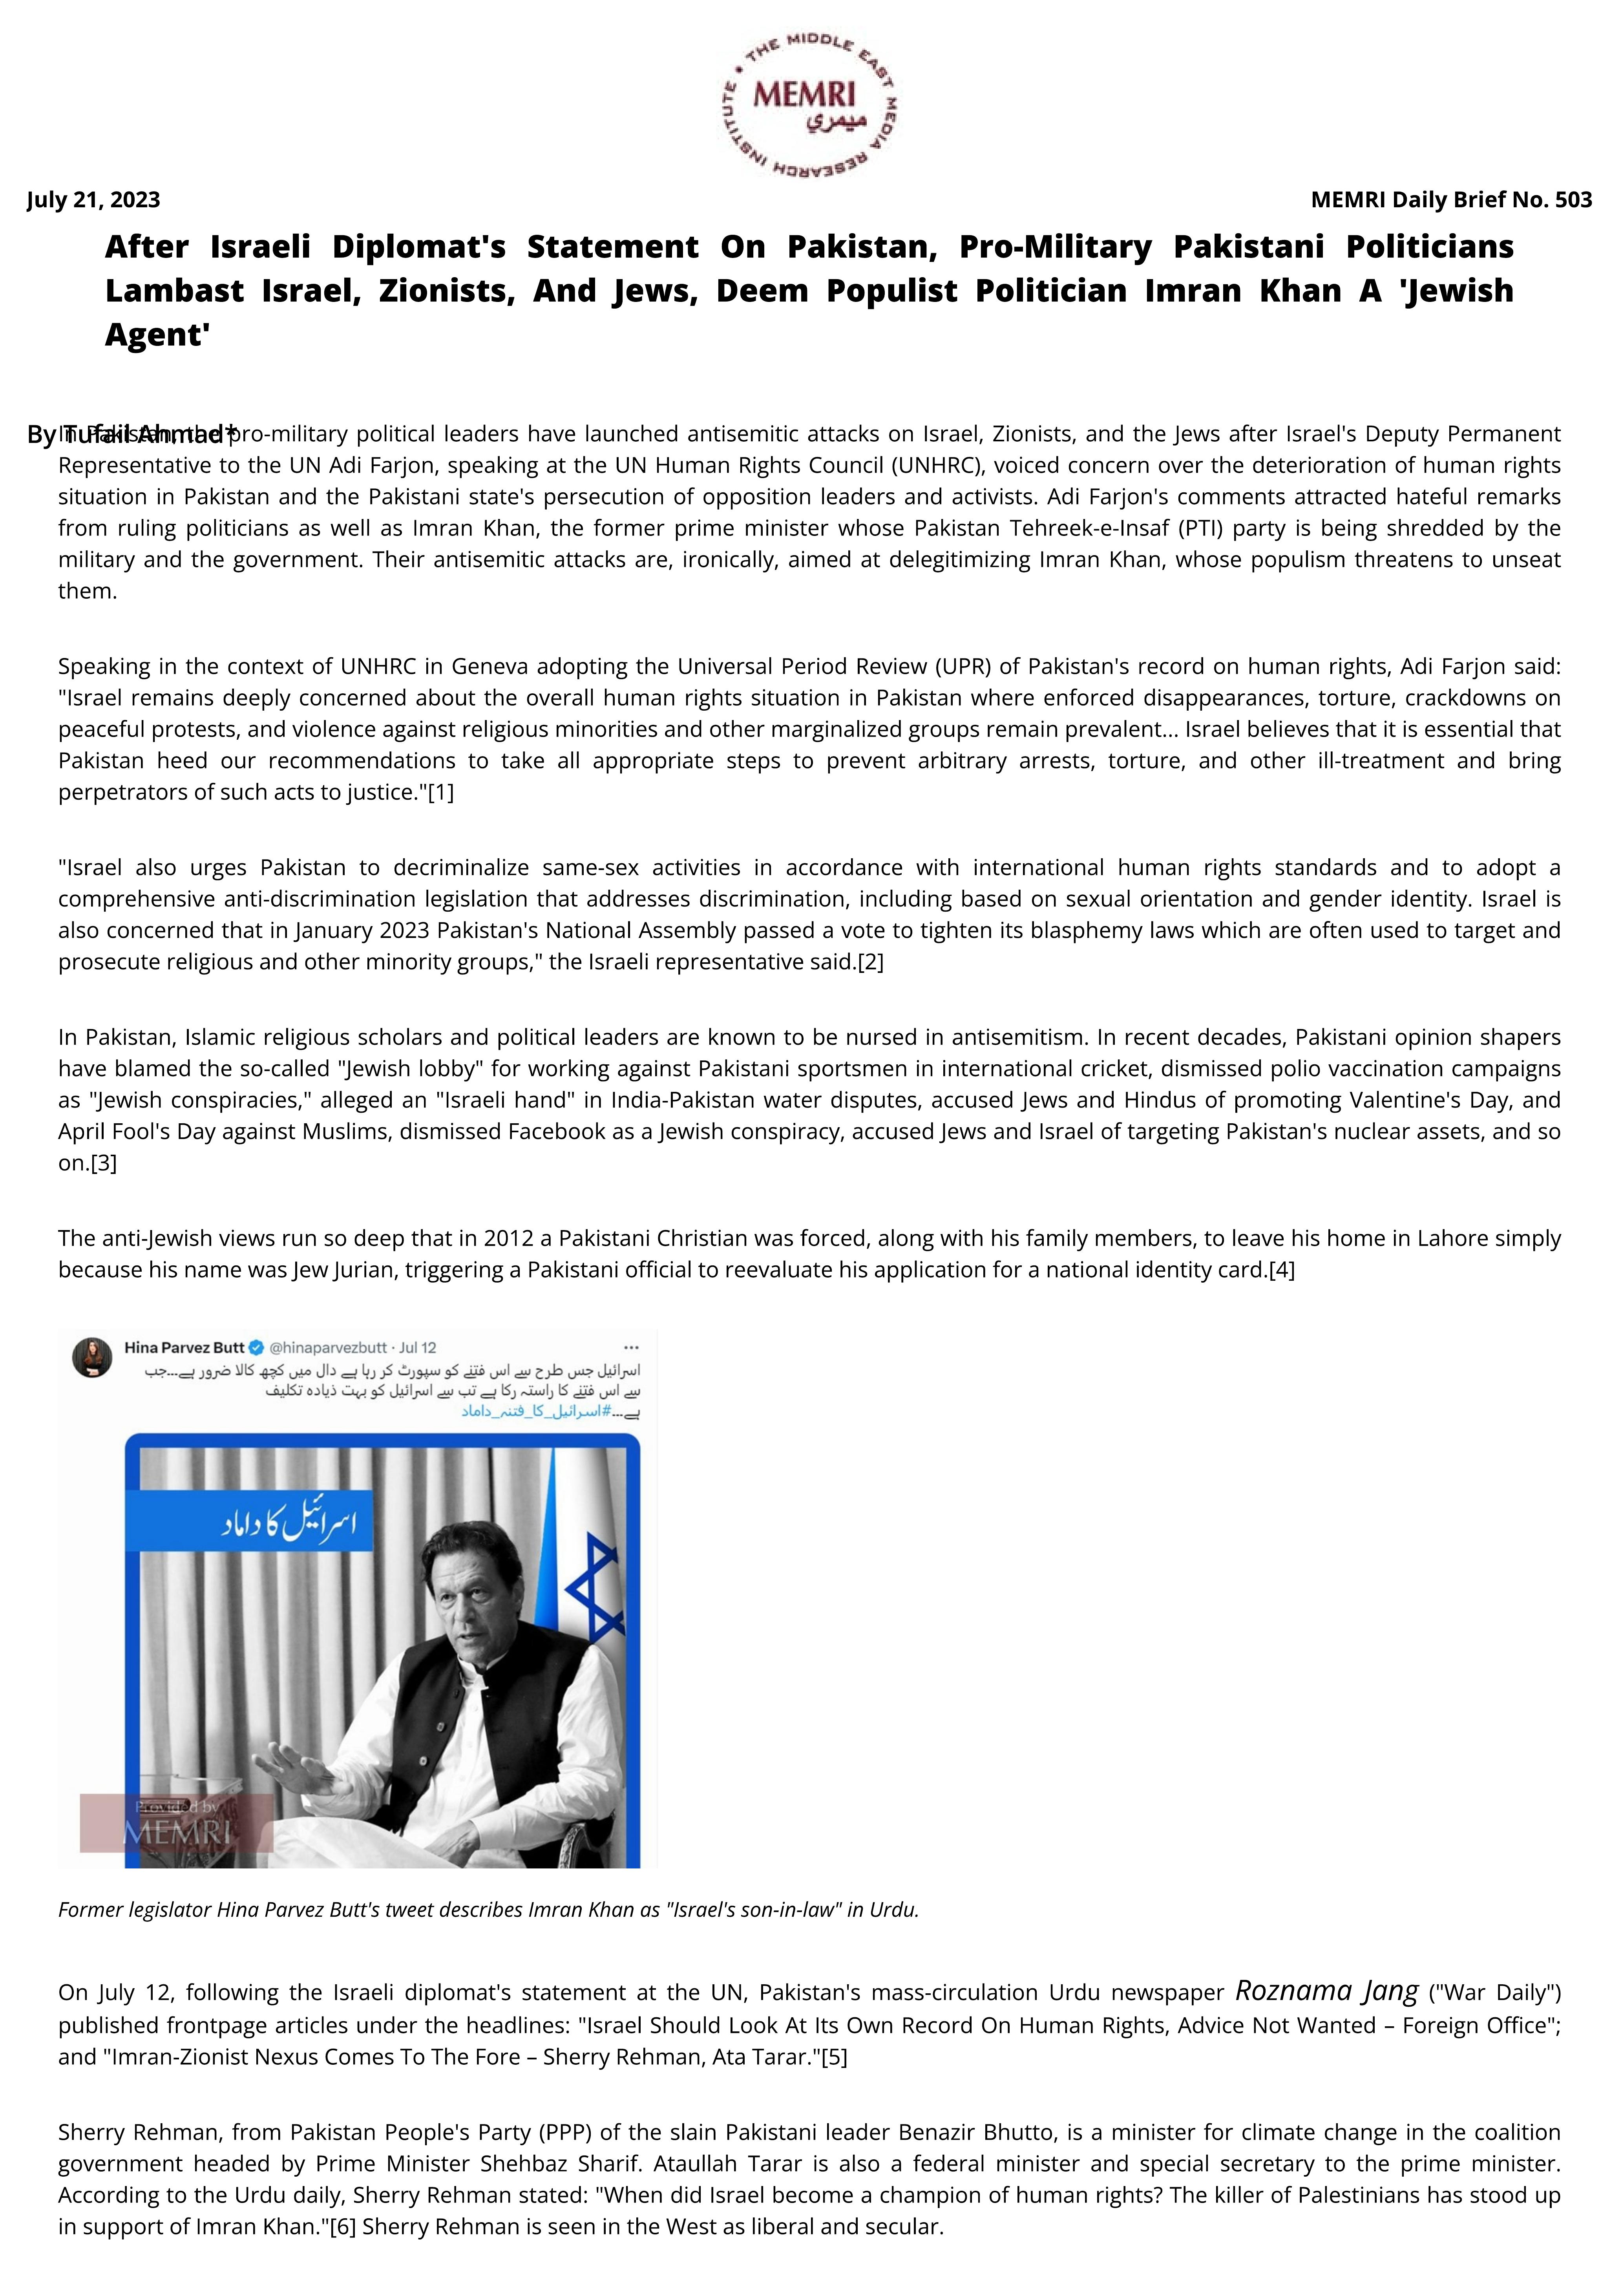 THE MIDDLE EAST MEDIA RESEARCH INSTITUTE
MEMRI
ميمري
July 21, 2023
MEMRI Daily Brief No. 503
After Israeli Diplomat's Statement On Pakistan, Pro-Military Pakistani Politicians
Lambast Israel, Zionists, And Jews, Deem Populist Politician Imran Khan A 'Jewish
Agent'
By Tufail Ahmad*
In Pakistan, the pro-military political leaders have launched antisemitic attacks on Israel, Zionists, and the Jews after Israel's Deputy Permanent
Representative to the UN Adi Farjon, speaking at the UN Human Rights Council (UNHRC), voiced concern over the deterioration of human rights
situation in Pakistan and the Pakistani state's persecution of opposition leaders and activists. Adi Farjon's comments attracted hateful remarks
from ruling politicians as well as Imran Khan, the former prime minister whose Pakistan Tehreek-e-Insaf (PTI) party is being shredded by the
military and the government. Their antisemitic attacks are, ironically, aimed at delegitimizing Imran Khan, whose populism threatens to unseat
them.
Speaking in the context of UNHRC in Geneva adopting the Universal Period Review (UPR) of Pakistan's record on human rights, Adi Farjon said:
"Israel remains deeply concerned about the overall human rights situation in Pakistan where enforced disappearances, torture, crackdowns on
peaceful protests, and violence against religious minorities and other marginalized groups remain prevalent... Israel believes that it is essential that
Pakistan heed our recommendations to take all appropriate steps to prevent arbitrary arrests, torture, and other ill-treatment and bring
perpetrators of such acts to justice."[1]
"Israel also urges Pakistan to decriminalize same-sex activities in accordance with international human rights standards and to adopt a
comprehensive anti-discrimination legislation that addresses discrimination, including based on sexual orientation and gender identity. Israel is
also concerned that in January 2023 Pakistan's National Assembly passed a vote to tighten its blasphemy laws which are often used to target and
prosecute religious and other minority groups," the Israeli representative said.[2]
In Pakistan, Islamic religious scholars and political leaders are known to be nursed in antisemitism. In recent decades, Pakistani opinion shapers
have blamed the so-called "Jewish lobby" for working against Pakistani sportsmen in international cricket, dismissed polio vaccination campaigns
as "Jewish conspiracies," alleged an "Israeli hand" in India-Pakistan water disputes, accused Jews and Hindus of promoting Valentine's Day, and
April Fool's Day against Muslims, dismissed Facebook as a Jewish conspiracy, accused Jews and Israel of targeting Pakistan's nuclear assets, and so
on.[3]
The anti-Jewish views run so deep that in 2012 a Pakistani Christian was forced, along with his family members, to leave his home in Lahore simply
because his name was Jew Jurian, triggering a Pakistani official to reevaluate his application for a national identity card.[4]
Hina Parvez Butt @hinaparvezbutt · Jul 12
اسرائیل جس طرح سے اس فتنے کو سپورٹ کر رہا ہے دال میں کچھ کالا ضرور ہے...جب
سے اس فتنے کا راستہ رکا ہے تب سے اسرائیل کو بہت ذیادہ تکلیف
ہے...#اسرائیل_کا_فتنہ_داماد
اسرائیل کا داماد
Provided by
MEMRI
Former legislator Hina Parvez Butt's tweet describes Imran Khan as "Israel's son-in-law" in Urdu.
On July 12, following the Israeli diplomat's statement at the UN, Pakistan's mass-circulation Urdu newspaper Roznama Jang ("War Daily")
published frontpage articles under the headlines: "Israel Should Look At Its Own Record On Human Rights, Advice Not Wanted – Foreign Office";
and "Imran-Zionist Nexus Comes To The Fore – Sherry Rehman, Ata Tarar."[5]
Sherry Rehman, from Pakistan People's Party (PPP) of the slain Pakistani leader Benazir Bhutto, is a minister for climate change in the coalition
government headed by Prime Minister Shehbaz Sharif. Ataullah Tarar is also a federal minister and special secretary to the prime minister.
According to the Urdu daily, Sherry Rehman stated: "When did Israel become a champion of human rights? The killer of Palestinians has stood up
in support of Imran Khan."[6] Sherry Rehman is seen in the West as liberal and secular.